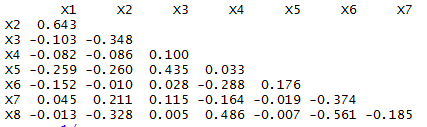 X1 X2 X3 X4 X5 X6 X7
X2 0.643
X3 -0.103 -0.348
X4 -0.082 -0.086 0.100
X5 -0.259 -0.260 0.435 0.033
X6 -0.152 -0.010 0.028 -0.288 0.176
X7 0.045 0.211 0.115 -0.164 -0.019 -0.374
X8 -0.013 -0.328 0.005 0.486 -0.007 -0.561 -0.185